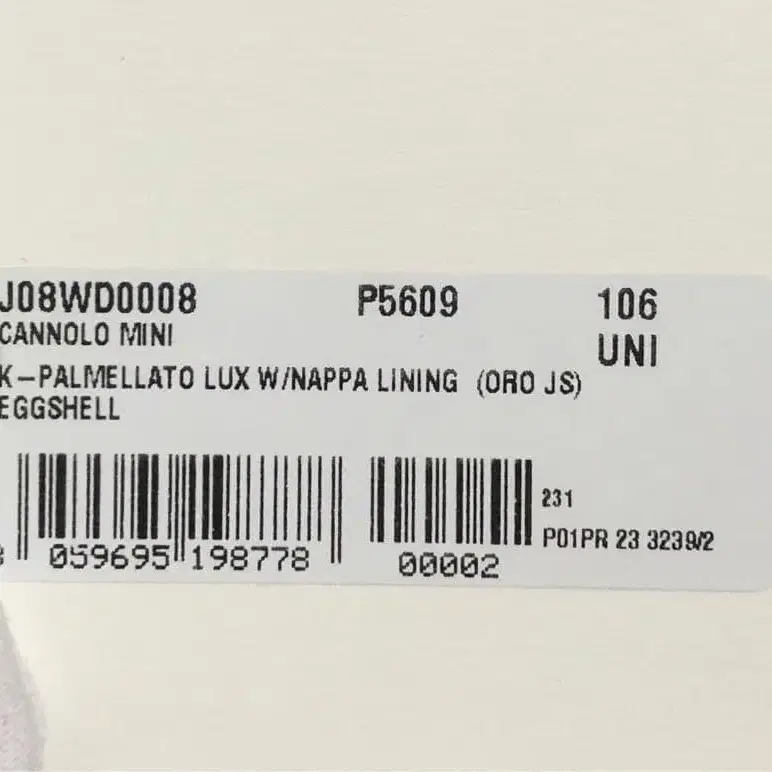 J08WD0008 P5609 106
CANNOLO MINI UNI
K-PALMELLATO LUX W/NAPPA LINING (ORO JS)
EGGSHELL
231
P01PR 23 3239/2
059695 198778 00002